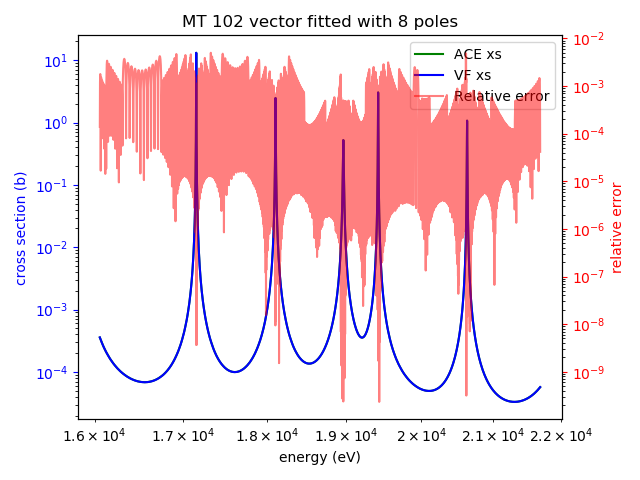 MT 102 vector fitted with 8 poles
ACE xs
VF xs
Relative error
cross section (b)
10¹
10⁰
10⁻¹
10⁻²
10⁻³
10⁻⁴
relative error
10⁻²
10⁻³
10⁻⁴
10⁻⁵
10⁻⁶
10⁻⁷
10⁻⁸
10⁻⁹
1.6 × 10⁴ 1.7 × 10⁴ 1.8 × 10⁴ 1.9 × 10⁴ 2 × 10⁴ 2.1 × 10⁴ 2.2 × 10⁴
energy (eV)